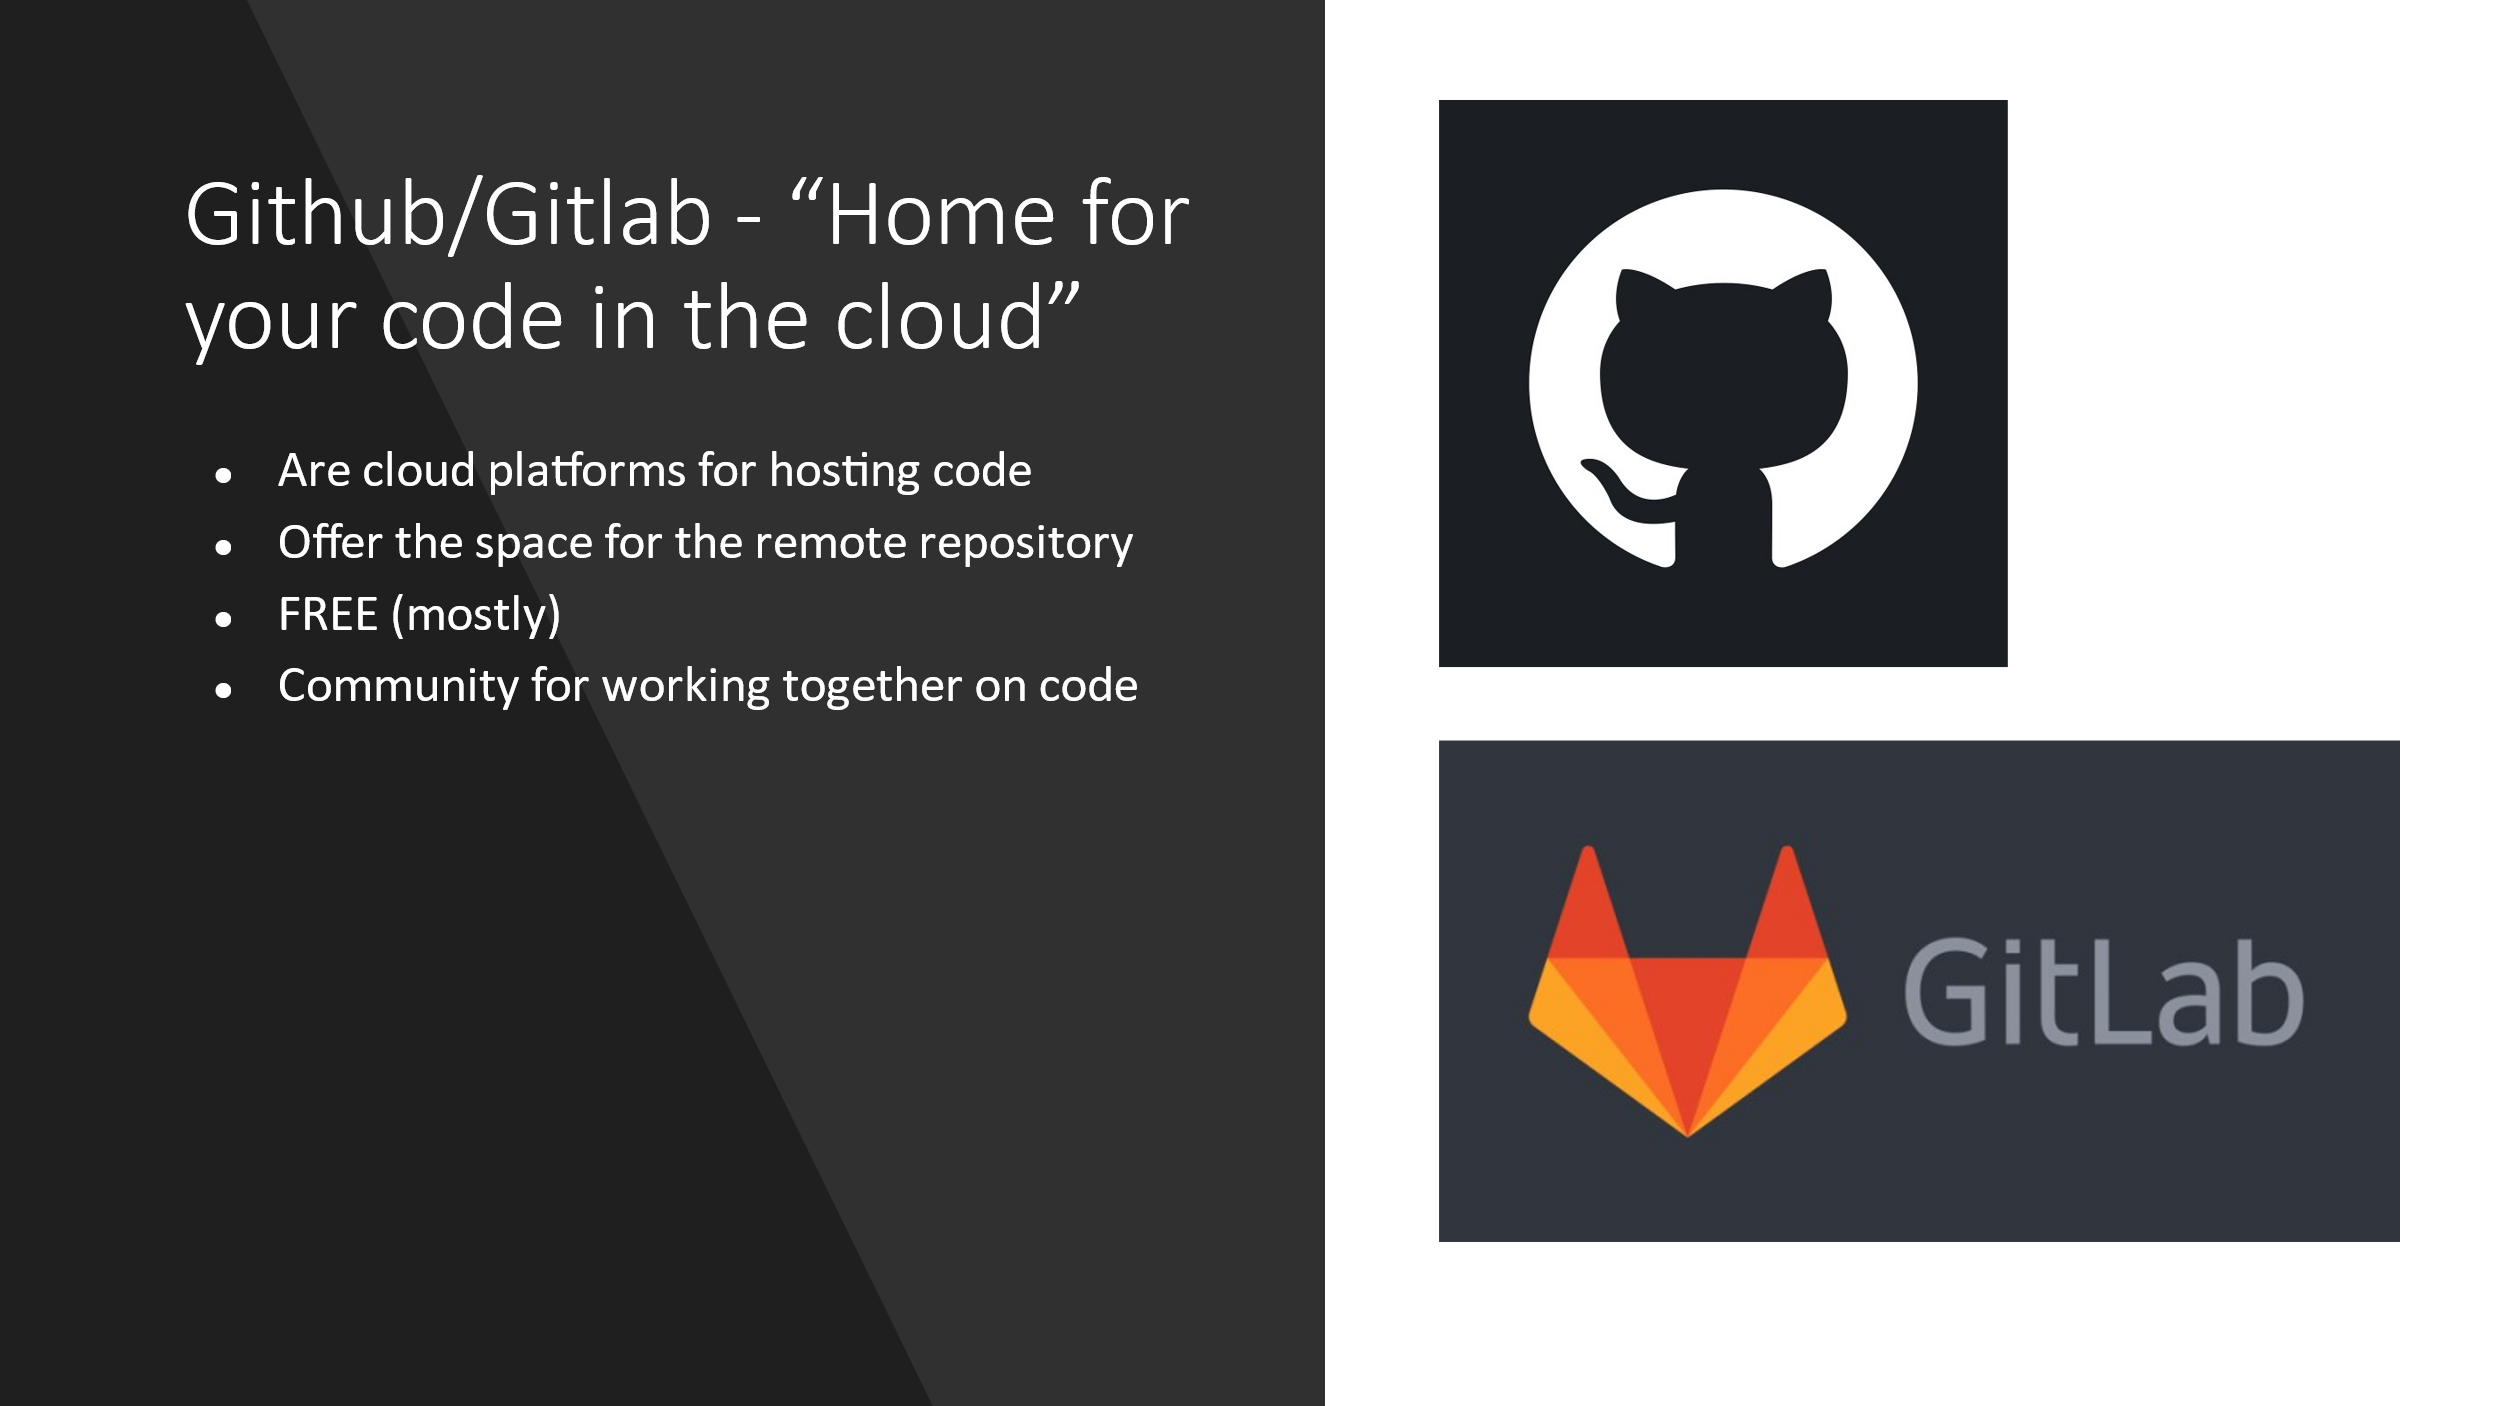 Github/Gitlab - “Home for
your code in the cloud”
• Are cloud platforms for hosting code
• Offer the space for the remote repository
• FREE (mostly)
• Community for working together on code
GitLab